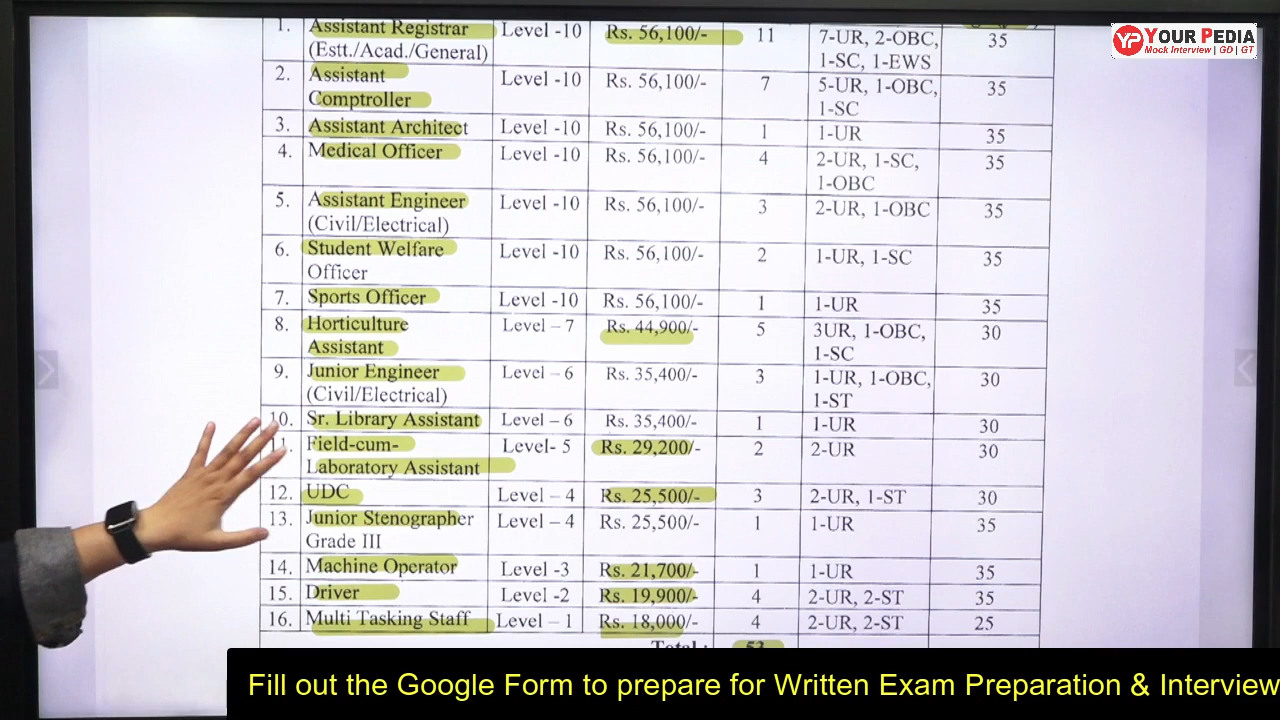 YP YOUR PEDIA
Mock Interview | GD | GT
1. Assistant Registrar Level -10 Rs. 56,100/- 11 7-UR, 2-OBC, 35
(Estt./Acad./General) 1-SC, 1-EWS
2. Assistant Level -10 Rs. 56,100/- 7 5-UR, 1-OBC, 35
Comptroller 1-SC
3. Assistant Architect Level -10 Rs. 56,100/- 1 1-UR 35
4. Medical Officer Level -10 Rs. 56,100/- 4 2-UR, 1-SC, 35
1-OBC
5. Assistant Engineer Level -10 Rs. 56,100/- 3 2-UR, 1-OBC 35
(Civil/Electrical)
6. Student Welfare Level -10 Rs. 56,100/- 2 1-UR, 1-SC 35
Officer
7. Sports Officer Level -10 Rs. 56,100/- 1 1-UR 35
8. Horticulture Level – 7 Rs. 44,900/- 5 3UR, 1-OBC, 30
Assistant 1-SC
9. Junior Engineer Level – 6 Rs. 35,400/- 3 1-UR, 1-OBC, 30
(Civil/Electrical) 1-ST
10. Sr. Library Assistant Level – 6 Rs. 35,400/- 1 1-UR 30
11. Field-cum- Level- 5 Rs. 29,200/- 2 2-UR 30
Laboratory Assistant
12. UDC Level – 4 Rs. 25,500/- 3 2-UR, 1-ST 30
13. Junior Stenographer Level – 4 Rs. 25,500/- 1 1-UR 35
Grade III
14. Machine Operator Level -3 Rs. 21,700/- 1 1-UR 35
15. Driver Level -2 Rs. 19,900/- 4 2-UR, 2-ST 35
16. Multi Tasking Staff Level – 1 Rs. 18,000/- 4 2-UR, 2-ST 25
Total : 53
Fill out the Google Form to prepare for Written Exam Preparation & Interview